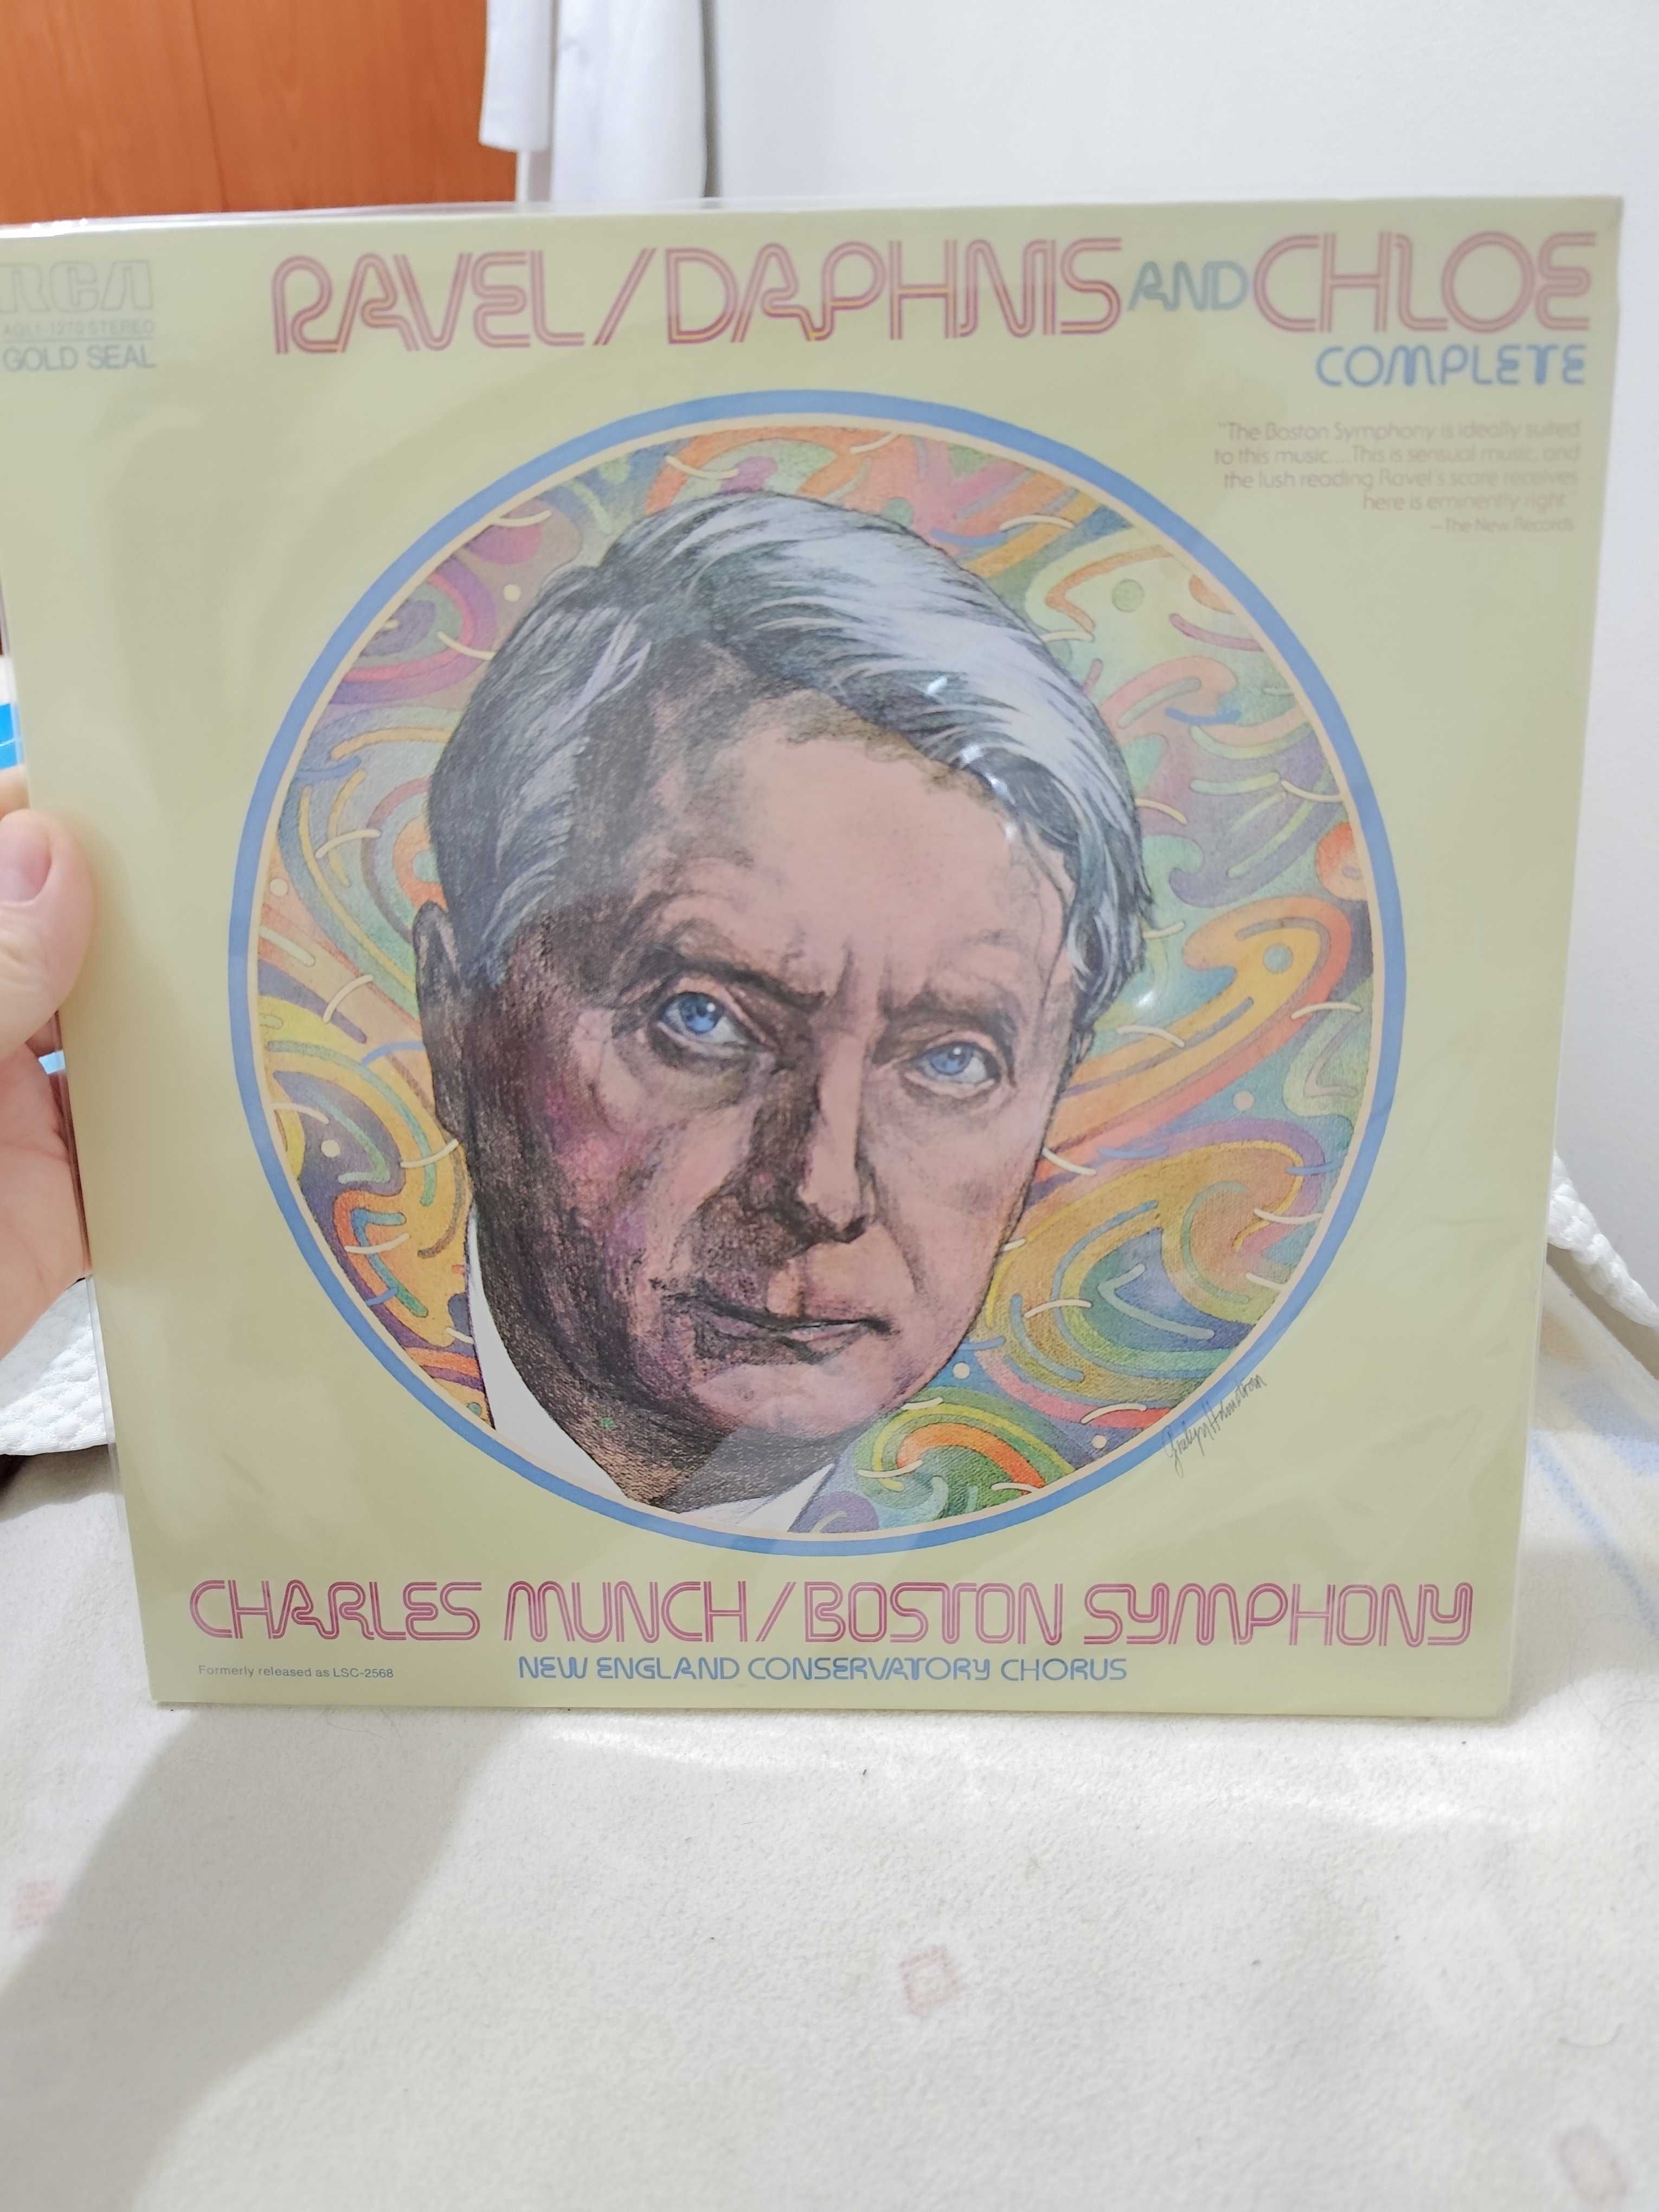 RCA
AGL1-1270 STEREO
GOLD SEAL
RAVEL/DAPHNIS AND CHLOE
COMPLETE
"The Boston Symphony is ideally suited
to this music....This is sensual music, and
the lush reading Ravel's score receives
here is eminently right."
—The New Records
CHARLES MUNCH/BOSTON SYMPHONY
Formerly released as LSC-2568
NEW ENGLAND CONSERVATORY CHORUS